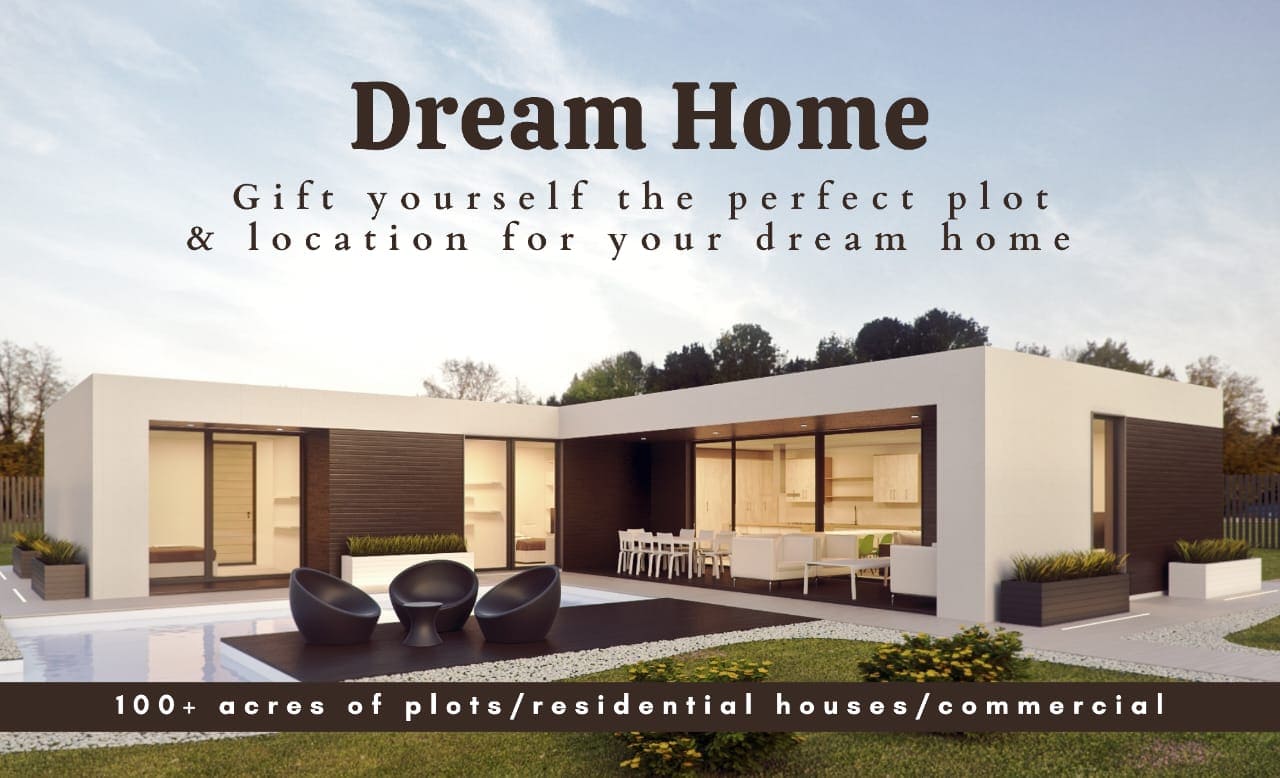 Dream Home
Gift yourself the perfect plot
& location for your dream home
100+ acres of plots/residential houses/commercial